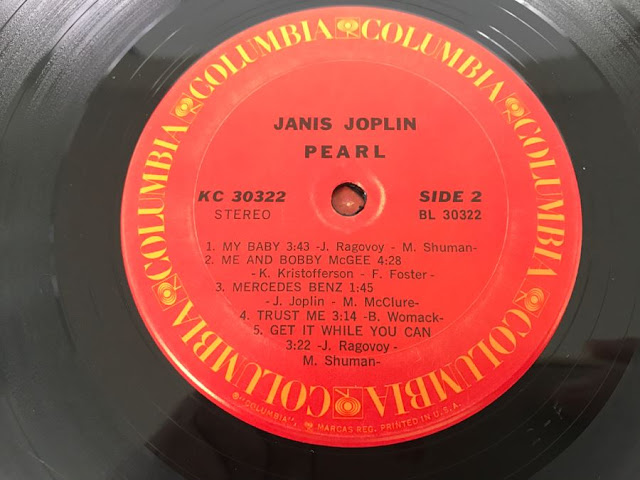 COLUMBIA COLUMBIA COLUMBIA COLUMBIA COLUMBIA COLUMBIA
JANIS JOPLIN
PEARL
KC 30322 SIDE 2
STEREO BL 30322
1. MY BABY 3:43 -J. Ragovoy - M. Shuman-
2. ME AND BOBBY McGEE 4:28
-K. Kristofferson - F. Foster-
3. MERCEDES BENZ 1:45
-J. Joplin - M. McClure-
4. TRUST ME 3:14 -B. Womack-
5. GET IT WHILE YOU CAN
3:22 -J. Ragovoy -
M. Shuman-
℗"COLUMBIA", MARCAS REG. PRINTED IN U.S.A.